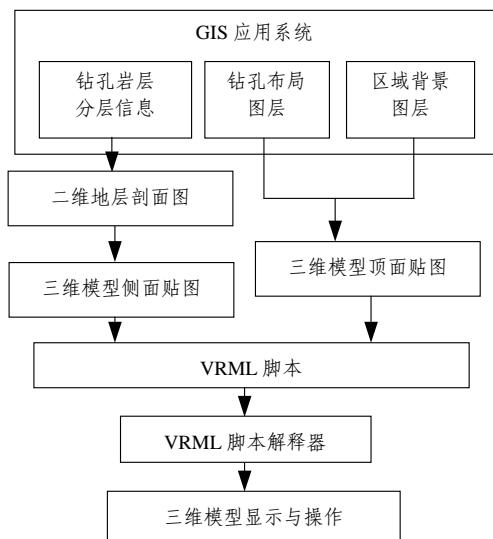 GIS 应用系统
钻孔岩层
分层信息
钻孔布局
图层
区域背景
图层
二维地层剖面图
三维模型侧面贴图
三维模型顶面贴图
VRML 脚本
VRML 脚本解释器
三维模型显示与操作